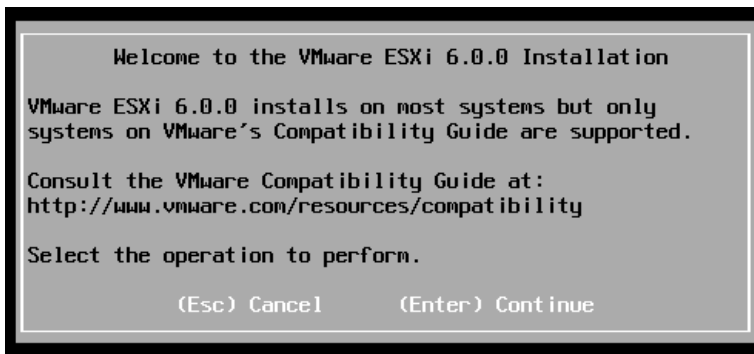 Welcome to the VMware ESXi 6.0.0 Installation
VMware ESXi 6.0.0 installs on most systems but only
systems on VMware's Compatibility Guide are supported.
Consult the VMware Compatibility Guide at:
http://www.vmware.com/resources/compatibility
Select the operation to perform.
(Esc) Cancel (Enter) Continue